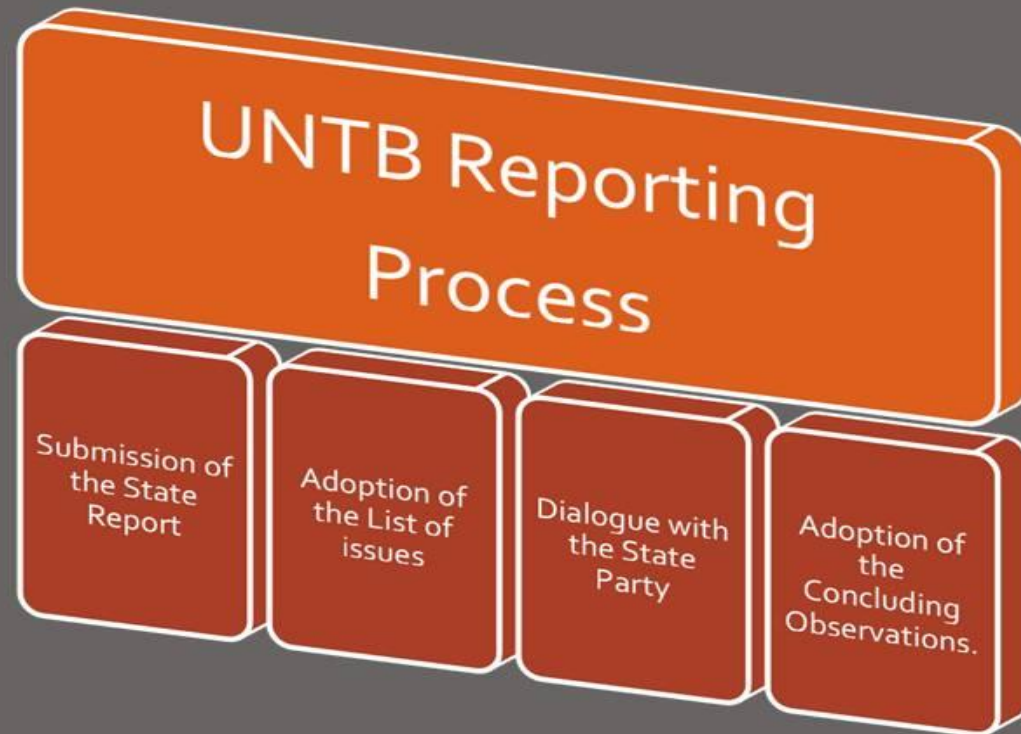 UNTB Reporting
Process
Submission of
the State
Report
Adoption of
the List of
issues
Dialogue with
the State
Party
Adoption of
the
Concluding
Observations.